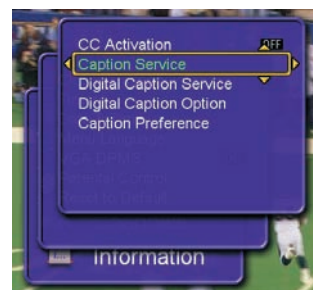 CC Activation OFF
Caption Service
Digital Caption Service
Digital Caption Option
Caption Preference
Information